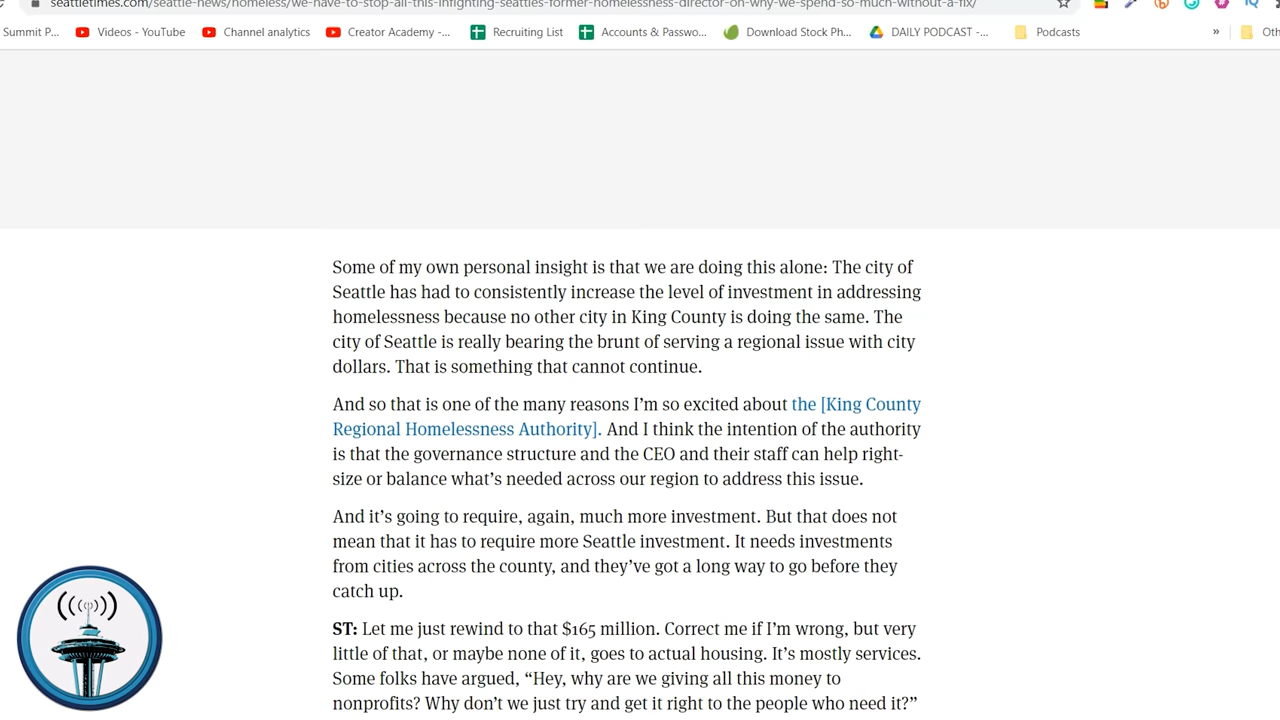 seattletimes.com/seattle-news/homeless/we-have-to-stop-all-this-infighting-seattles-former-homelessness-director-on-why-we-spend-so-much-without-a-fix/
Summit P... Videos - YouTube Channel analytics Creator Academy -... Recruiting List Accounts & Passwo... Download Stock Ph... DAILY PODCAST -... Podcasts » Oth
Some of my own personal insight is that we are doing this alone: The city of
Seattle has had to consistently increase the level of investment in addressing
homelessness because no other city in King County is doing the same. The
city of Seattle is really bearing the brunt of serving a regional issue with city
dollars. That is something that cannot continue.
And so that is one of the many reasons I'm so excited about the [King County
Regional Homelessness Authority]. And I think the intention of the authority
is that the governance structure and the CEO and their staff can help right-
size or balance what's needed across our region to address this issue.
And it's going to require, again, much more investment. But that does not
mean that it has to require more Seattle investment. It needs investments
from cities across the county, and they've got a long way to go before they
catch up.
ST: Let me just rewind to that $165 million. Correct me if I'm wrong, but very
little of that, or maybe none of it, goes to actual housing. It's mostly services.
Some folks have argued, “Hey, why are we giving all this money to
nonprofits? Why don't we just try and get it right to the people who need it?”